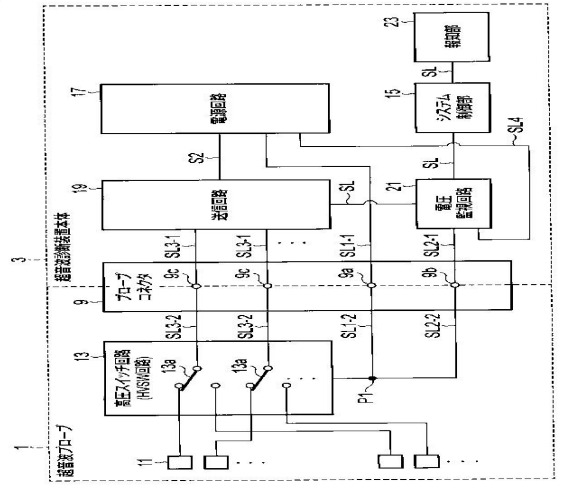 3
超音波診断装置本体
23
報知部
SL
15
システム
制御部
SL4
17
電源回路
S2
SL
21
電圧
監視回路
19
送信回路
SL
SL3-1
SL3-1
SL1-1
SL2-1
9
プローブ
コネクタ
9c
9c
9a
9b
SL3-2
SL3-2
SL1-2
SL2-2
1
超音波プローブ
13
高圧スイッチ回路
(HVSW回路)
13a
13a
P1
11